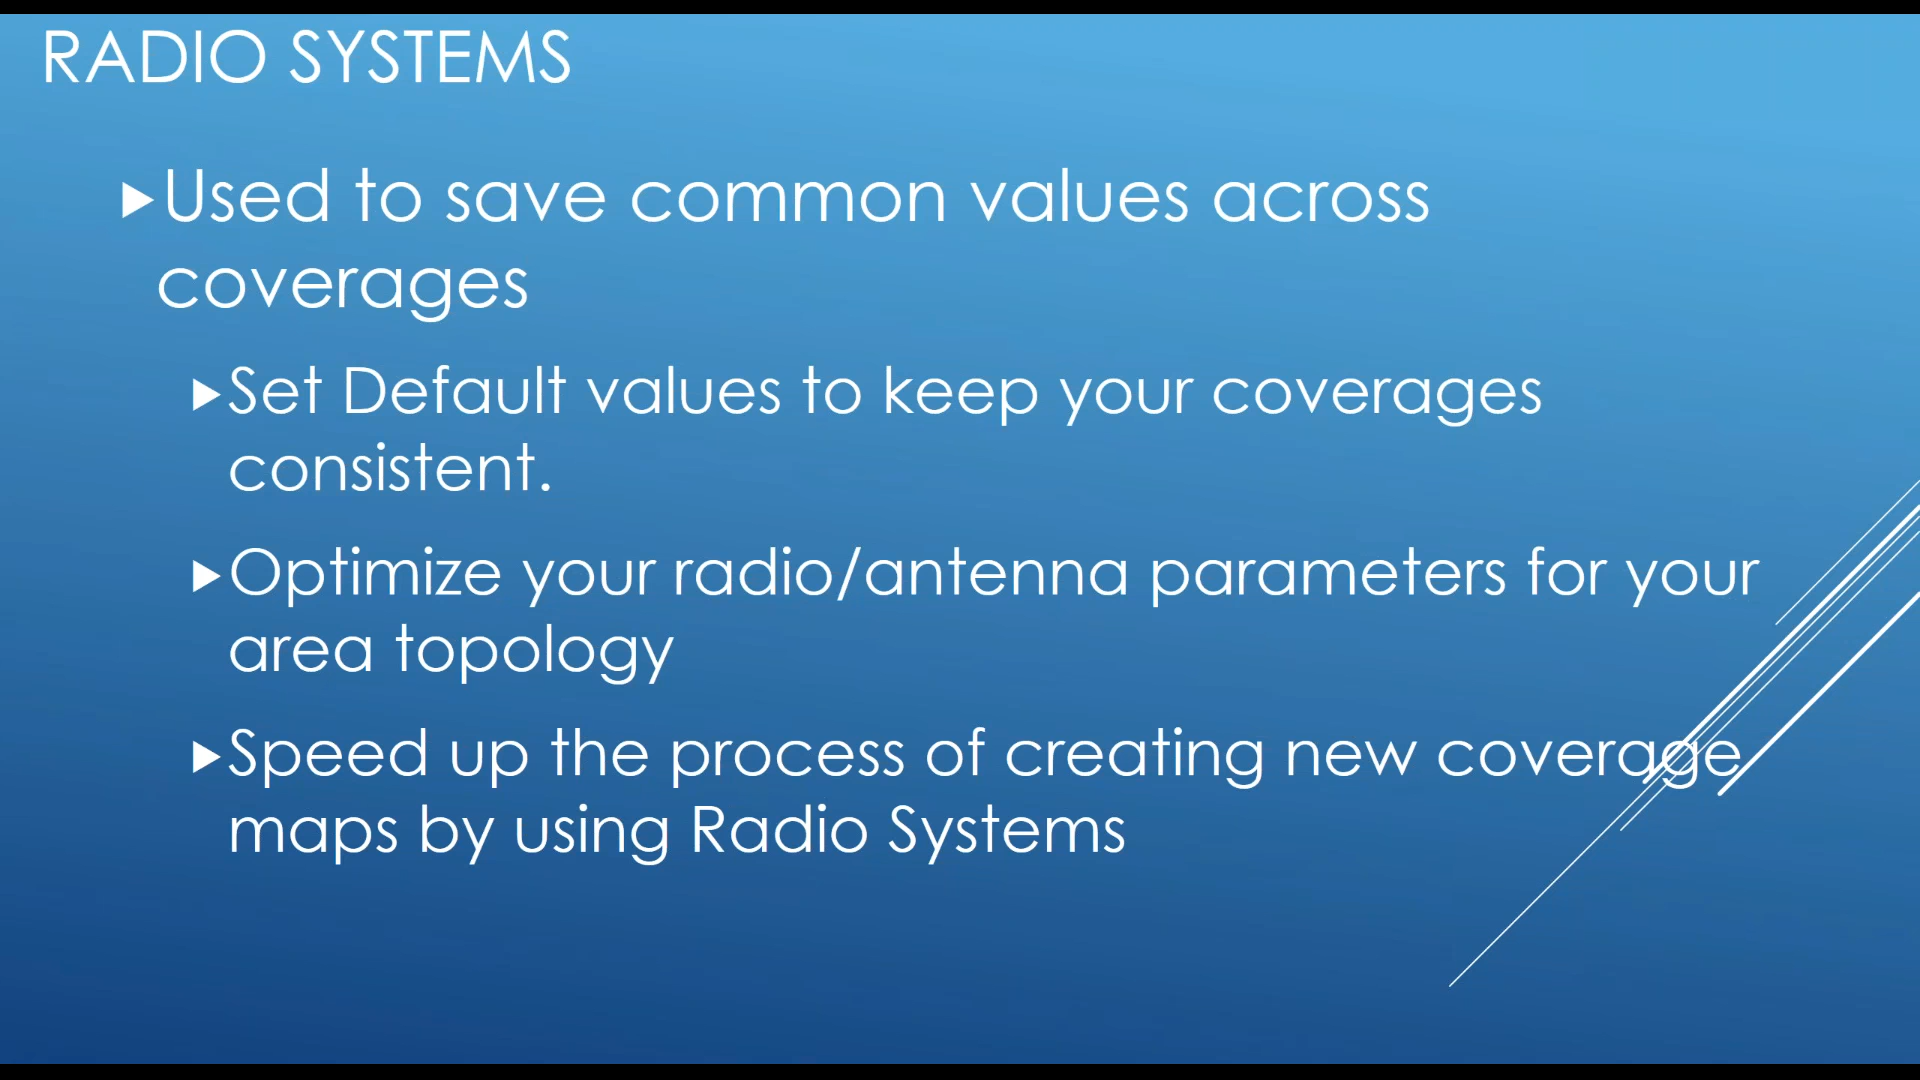 RADIO SYSTEMS
Used to save common values across
coverages
Set Default values to keep your coverages
consistent.
Optimize your radio/antenna parameters for your
area topology
Speed up the process of creating new coverage
maps by using Radio Systems